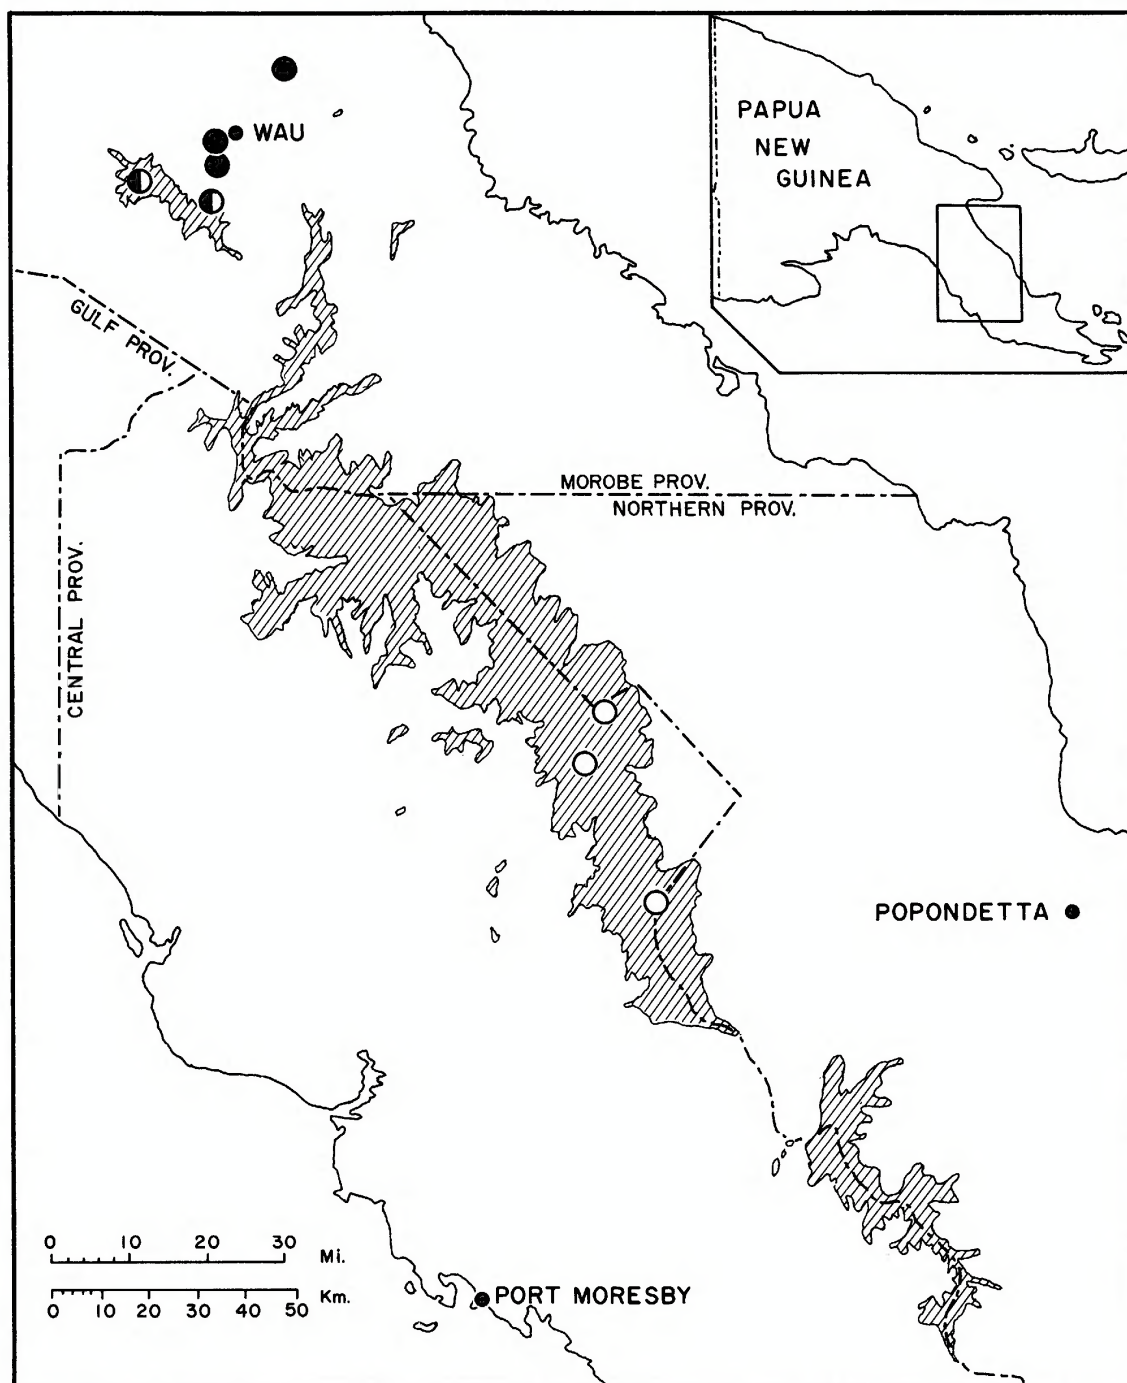 WAU
PAPUA
NEW
GUINEA
GULF PROV.
MOROBE PROV.
NORTHERN PROV.
CENTRAL PROV.
POPONDETTA
0 10 20 30 Mi.
0 10 20 30 40 50 Km.
PORT MORESBY